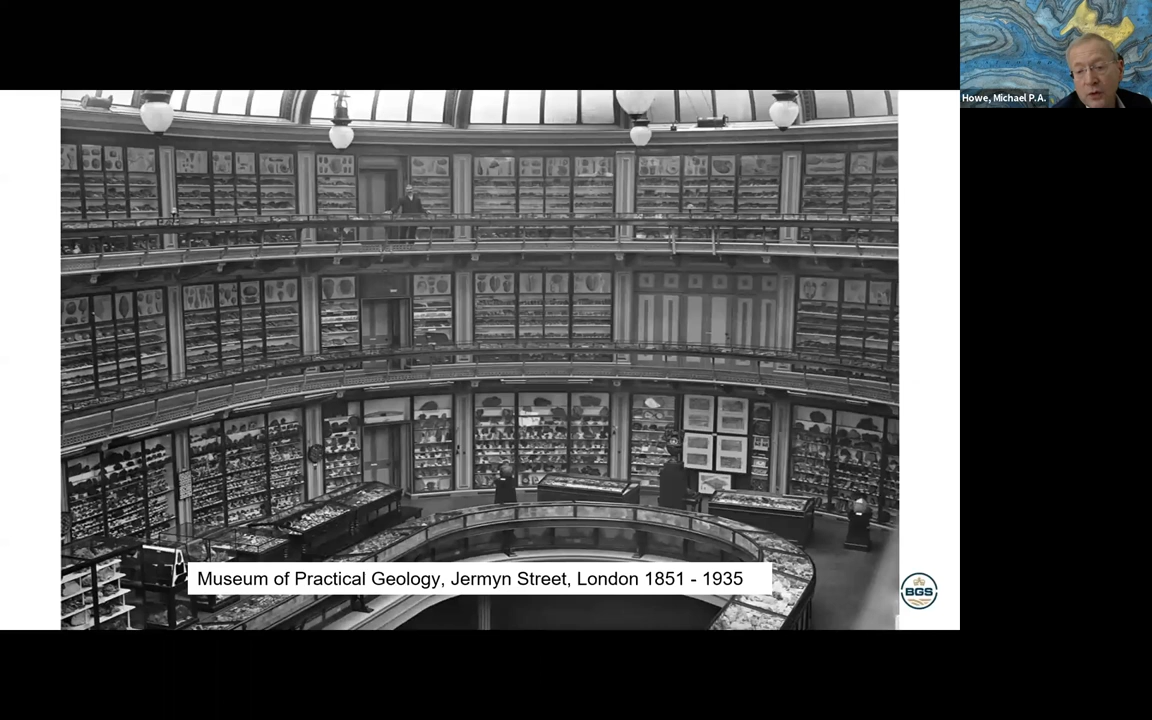 Howe, Michael P.A.
Museum of Practical Geology, Jermyn Street, London 1851 - 1935
BGS